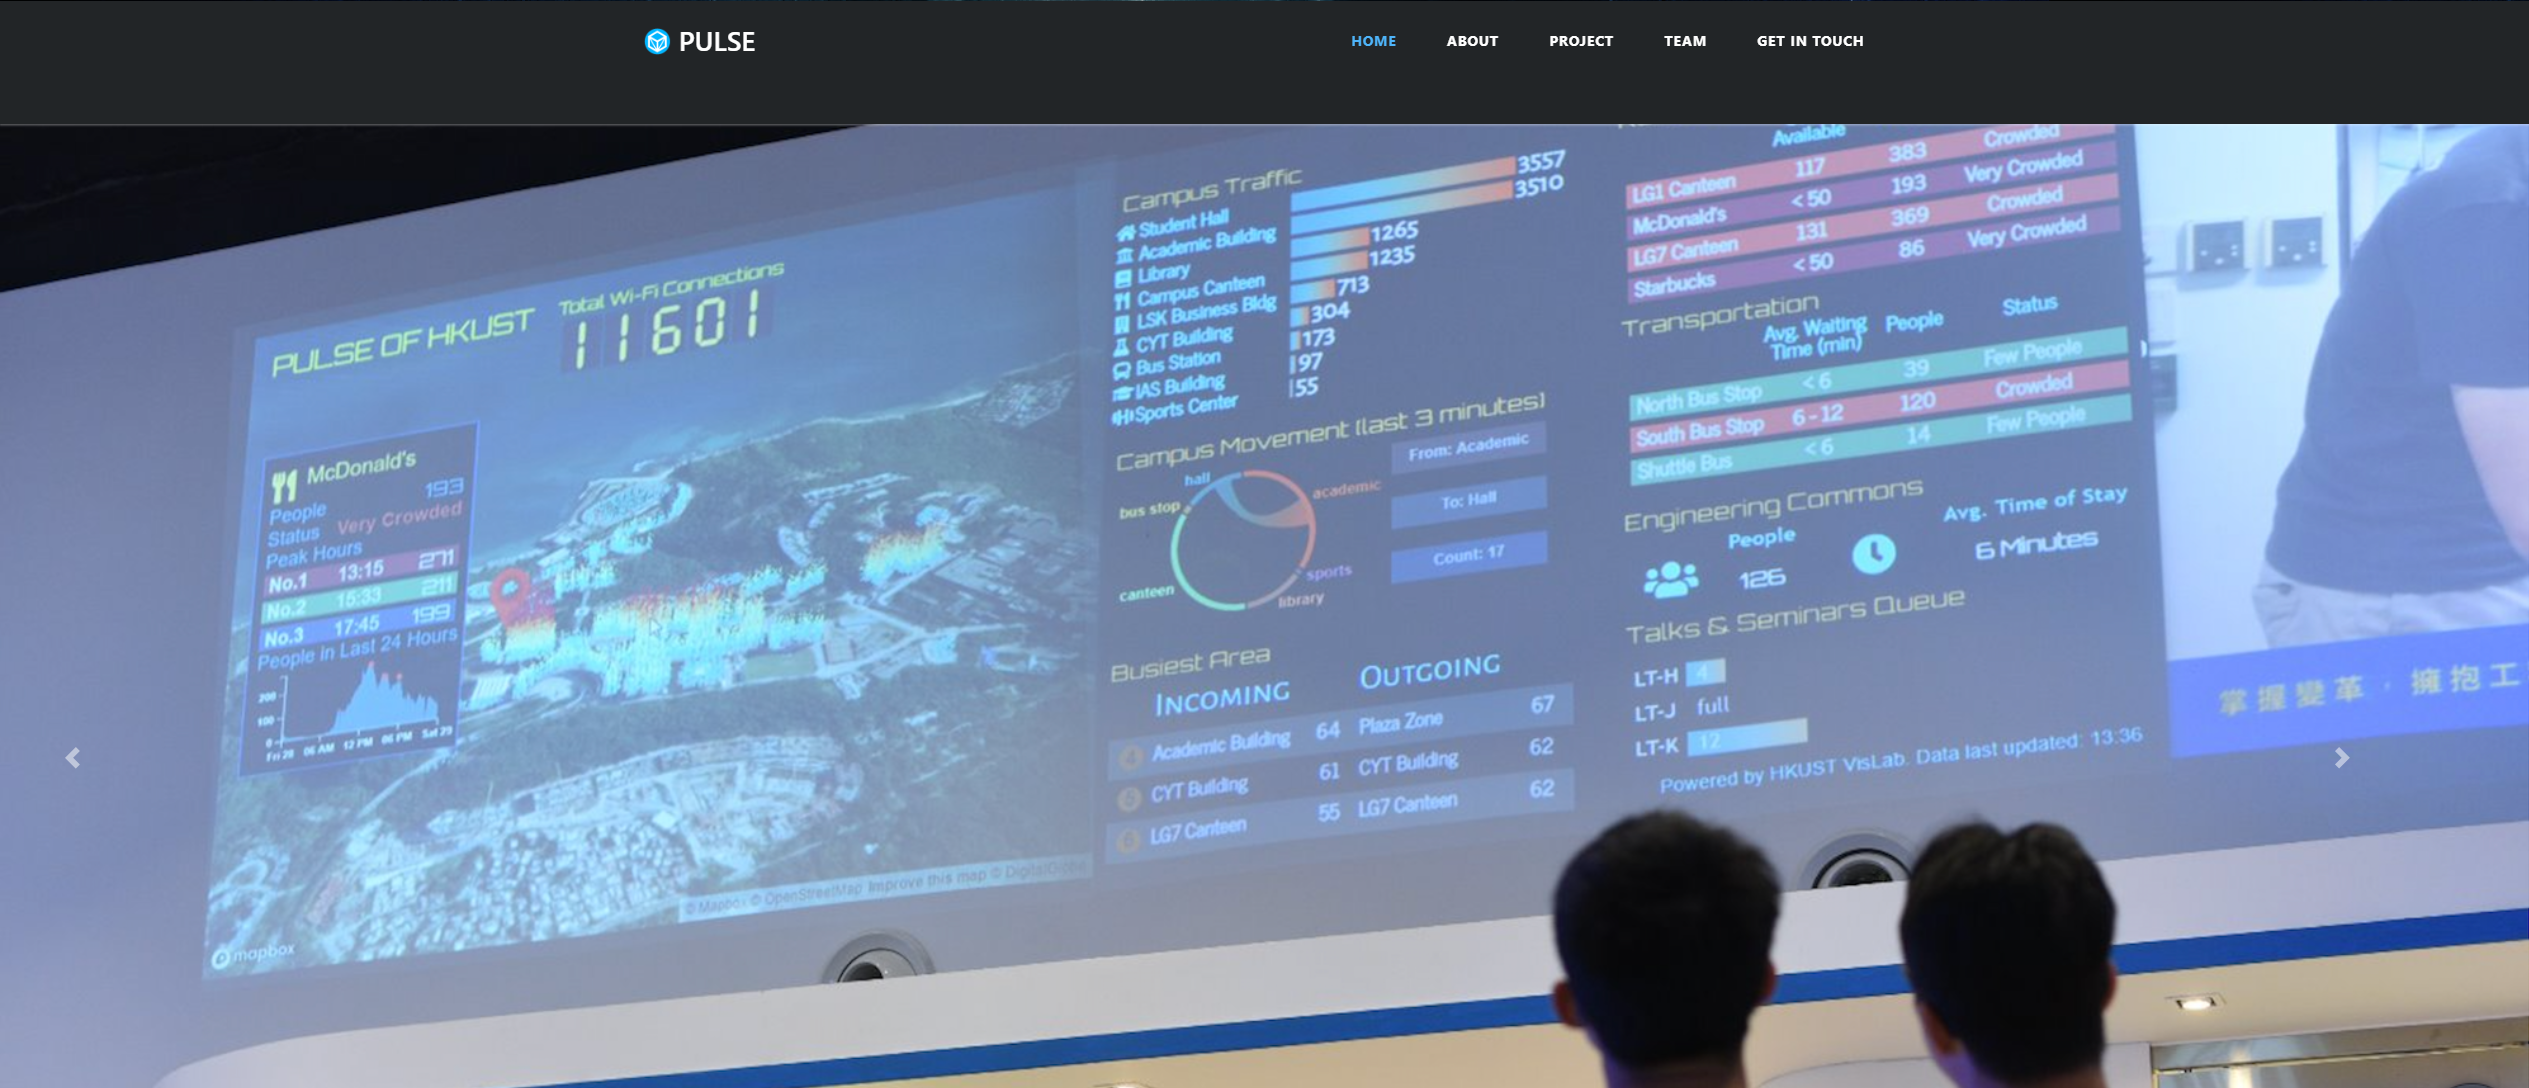 PULSE
HOME ABOUT PROJECT TEAM GET IN TOUCH
PULSE OF HKUST
Total Wi-Fi Connections
11601
McDonald's
People 193
Status Very Crowded
Peak Hours
No.1 13:15 271
No.2 15:33 211
No.3 17:45 199
People in Last 24 Hours
200
100
0
Fri 28 06 AM 12 PM 06 PM Sat 29
© Mapbox © OpenStreetMap Improve this map © DigitalGlobe
mapbox
Campus Traffic
Student Hall 3557
Academic Building 3510
Library 1265
Campus Canteen 1235
LSK Business Bldg 713
CYT Building 304
Bus Station 173
IAS Building 97
Sports Center 55
Campus Movement (last 3 minutes)
hall
academic
bus stop
canteen
sports
library
From: Academic
To: Hall
Count: 17
Busiest Area
INCOMING OUTGOING
Academic Building 64 Plaza Zone 67
CYT Building 61 CYT Building 62
LG7 Canteen 55 LG7 Canteen 62
Available
LG1 Canteen 117 383 Crowded
McDonald's <50 193 Very Crowded
LG7 Canteen 131 369 Crowded
Starbucks <50 86 Very Crowded
Transportation
Avg. Waiting Time (min) People Status
North Bus Stop <6 39 Few People
South Bus Stop 6-12 120 Crowded
Shuttle Bus <6 14 Few People
Engineering Commons
People
126
Avg. Time of Stay
6 Minutes
Talks & Seminars Queue
LT-H 4
LT-J full
LT-K 12
Powered by HKUST VisLab. Data last updated: 13:36
掌握變革，擁抱工